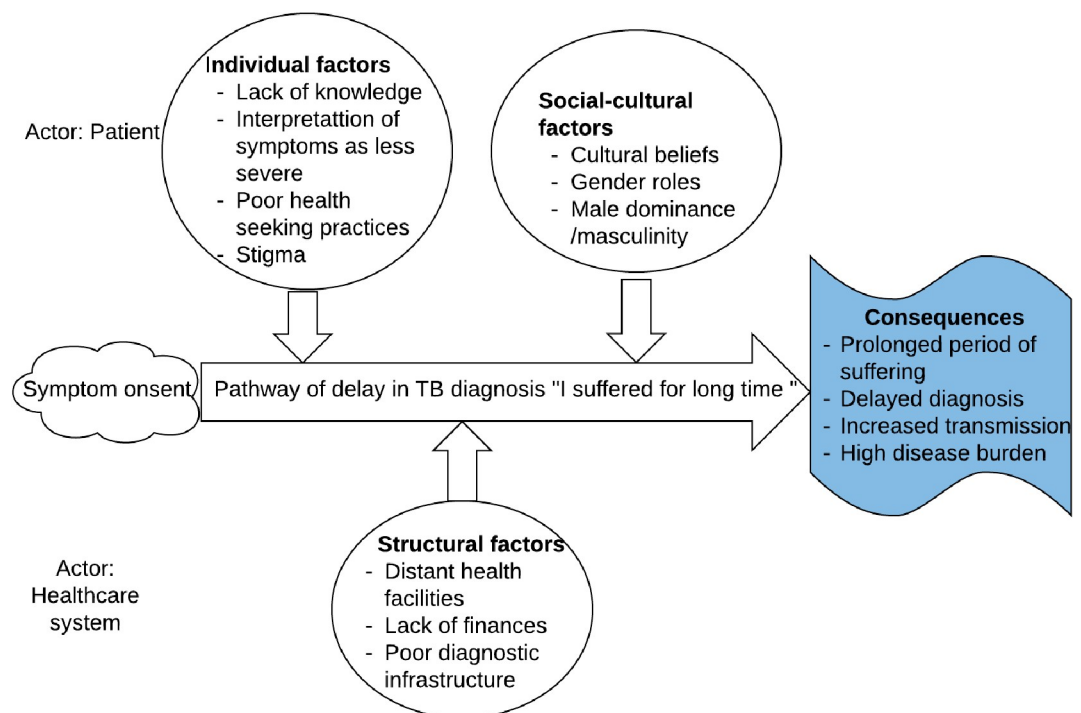 Individual factors
- Lack of knowledge
- Interpretattion of
symptoms as less
severe
- Poor health
seeking practices
- Stigma
Actor: Patient
Social-cultural
factors
- Cultural beliefs
- Gender roles
- Male dominance
/masculinity
Symptom onsent
Pathway of delay in TB diagnosis "I suffered for long time "
Consequences
- Prolonged period of
suffering
- Delayed diagnosis
- Increased transmission
- High disease burden
Structural factors
- Distant health
facilities
- Lack of finances
- Poor diagnostic
infrastructure
Actor:
Healthcare
system